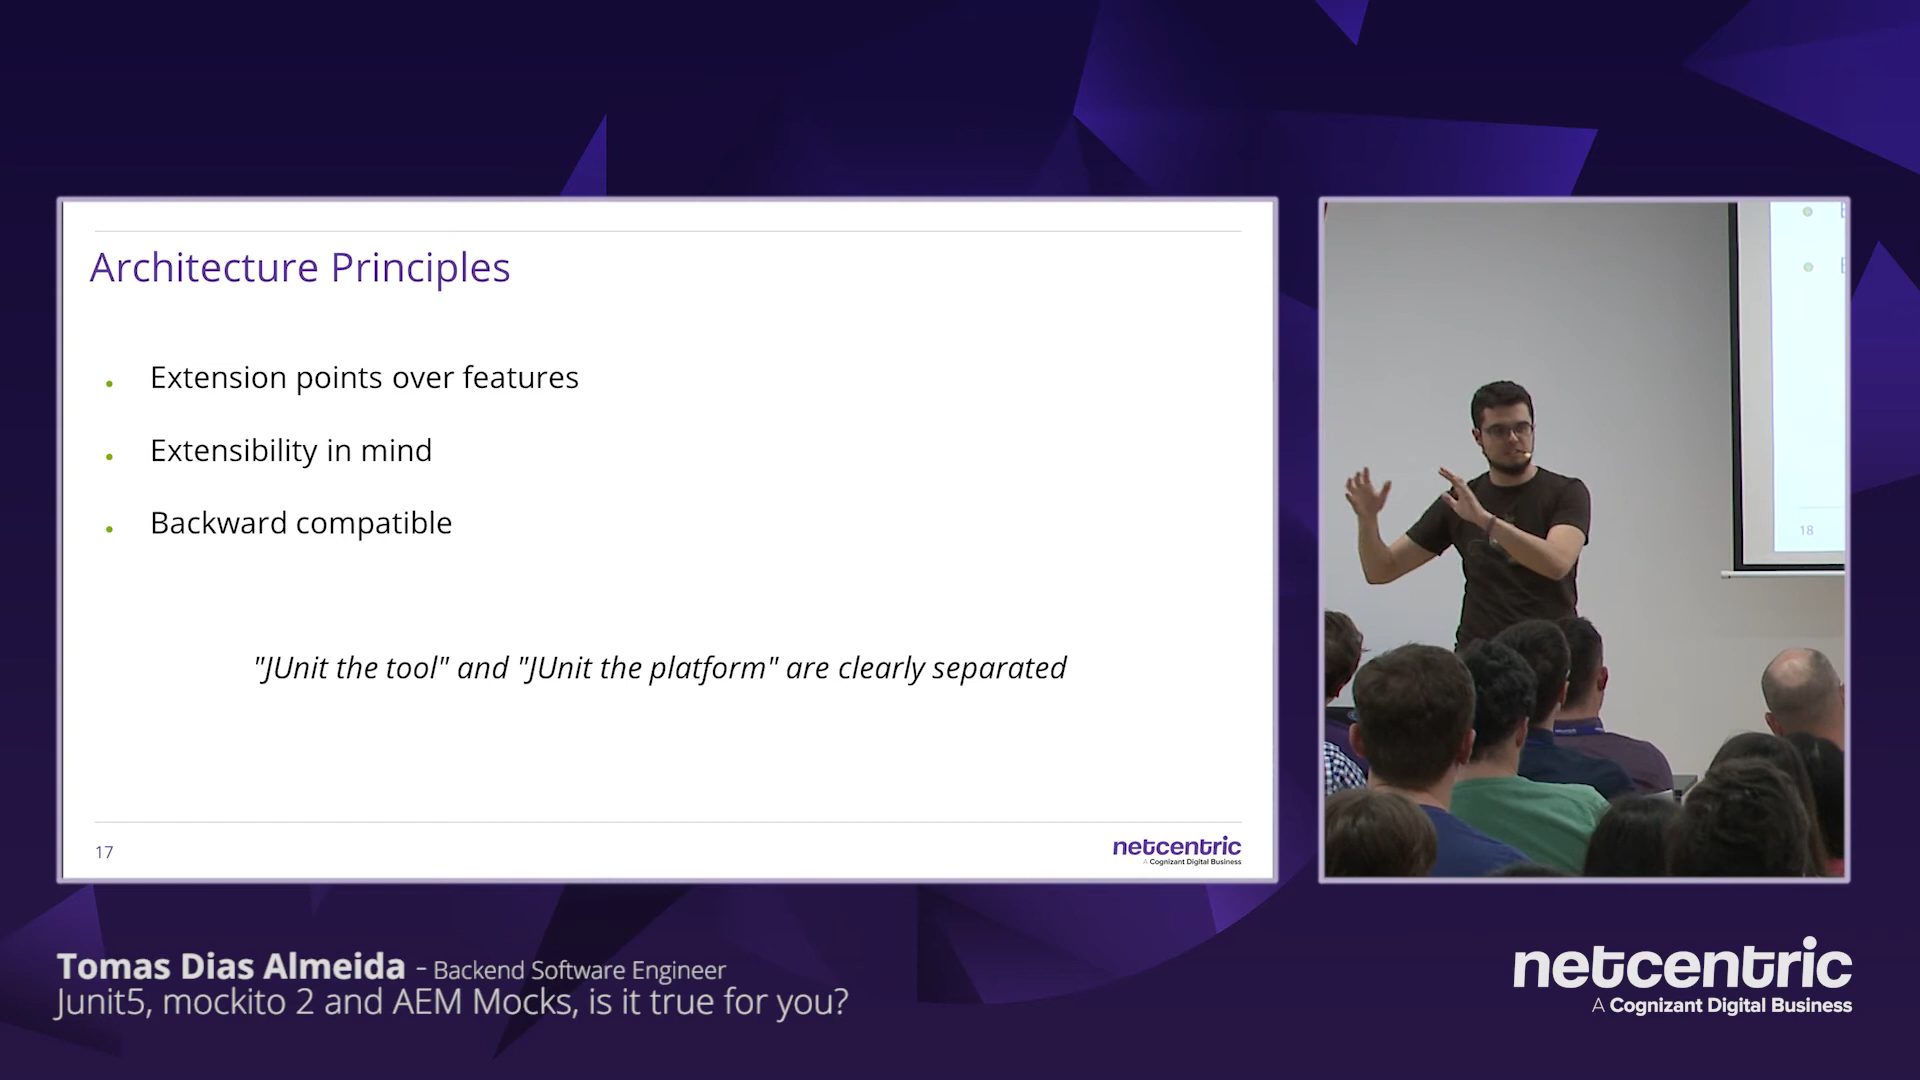 Architecture Principles
Extension points over features
Extensibility in mind
Backward compatible
"JUnit the tool" and "JUnit the platform" are clearly separated
17
netcentric
A Cognizant Digital Business
18
Tomas Dias Almeida - Backend Software Engineer
Junit5, mockito 2 and AEM Mocks, is it true for you?
netcentric
A Cognizant Digital Business